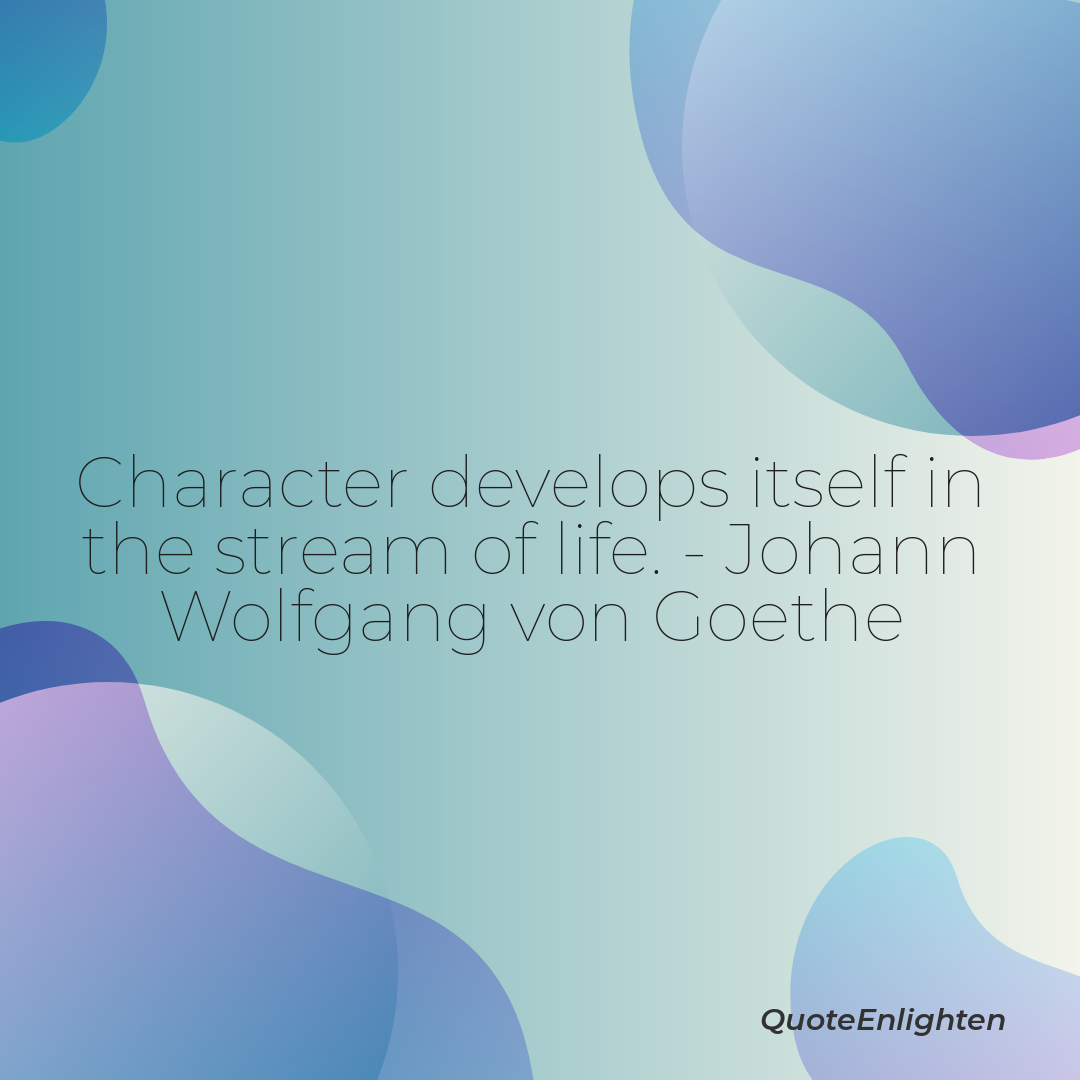 Character develops itself in
the stream of life. - Johann
Wolfgang von Goethe
QuoteEnlighten